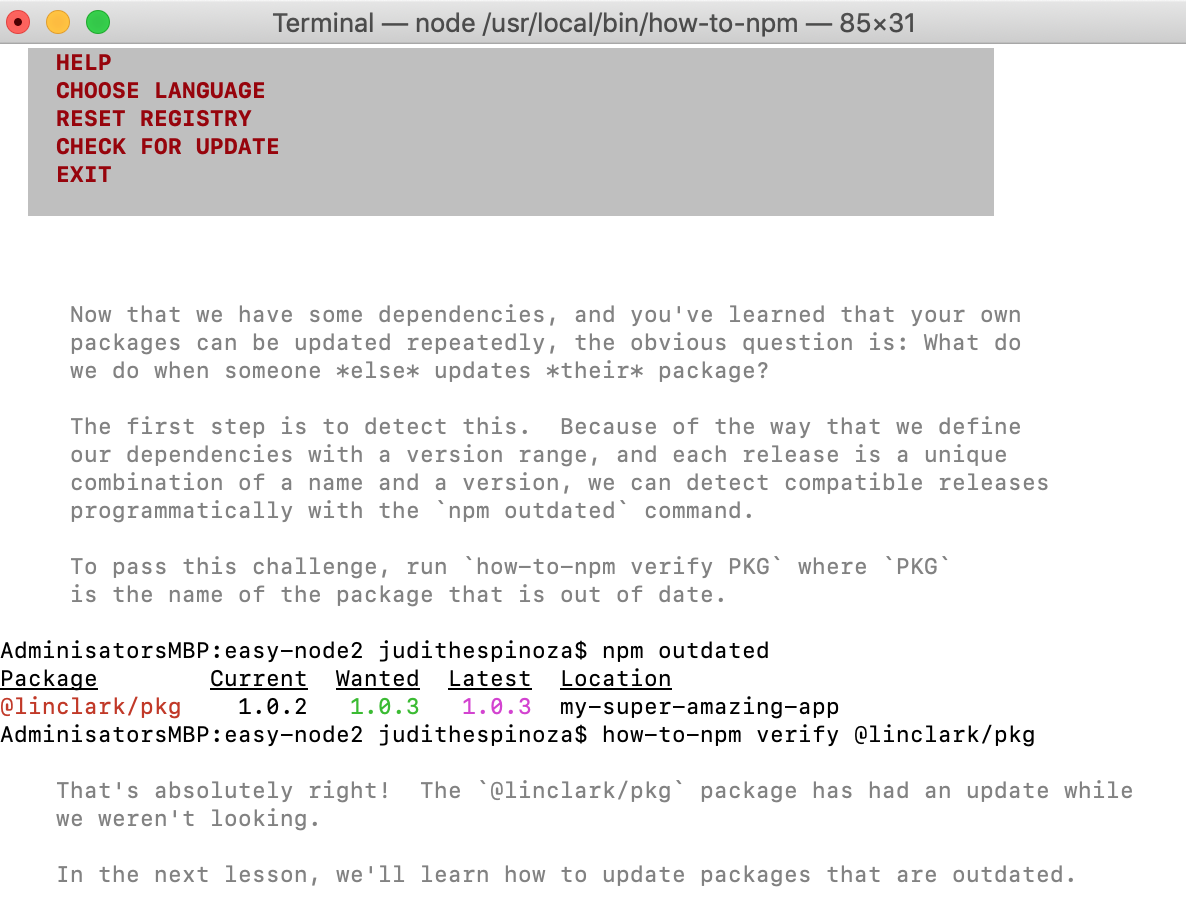 Terminal — node /usr/local/bin/how-to-npm — 85×31
HELP
CHOOSE LANGUAGE
RESET REGISTRY
CHECK FOR UPDATE
EXIT
Now that we have some dependencies, and you've learned that your own
packages can be updated repeatedly, the obvious question is: What do
we do when someone *else* updates *their* package?
The first step is to detect this.  Because of the way that we define
our dependencies with a version range, and each release is a unique
combination of a name and a version, we can detect compatible releases
programmatically with the `npm outdated` command.
To pass this challenge, run `how-to-npm verify PKG` where `PKG`
is the name of the package that is out of date.
AdminisatorsMBP:easy-node2 judithespinoza$ npm outdated
Package        Current  Wanted  Latest  Location
@linclark/pkg    1.0.2   1.0.3   1.0.3  my-super-amazing-app
AdminisatorsMBP:easy-node2 judithespinoza$ how-to-npm verify @linclark/pkg
That's absolutely right!  The `@linclark/pkg` package has had an update while
we weren't looking.
In the next lesson, we'll learn how to update packages that are outdated.